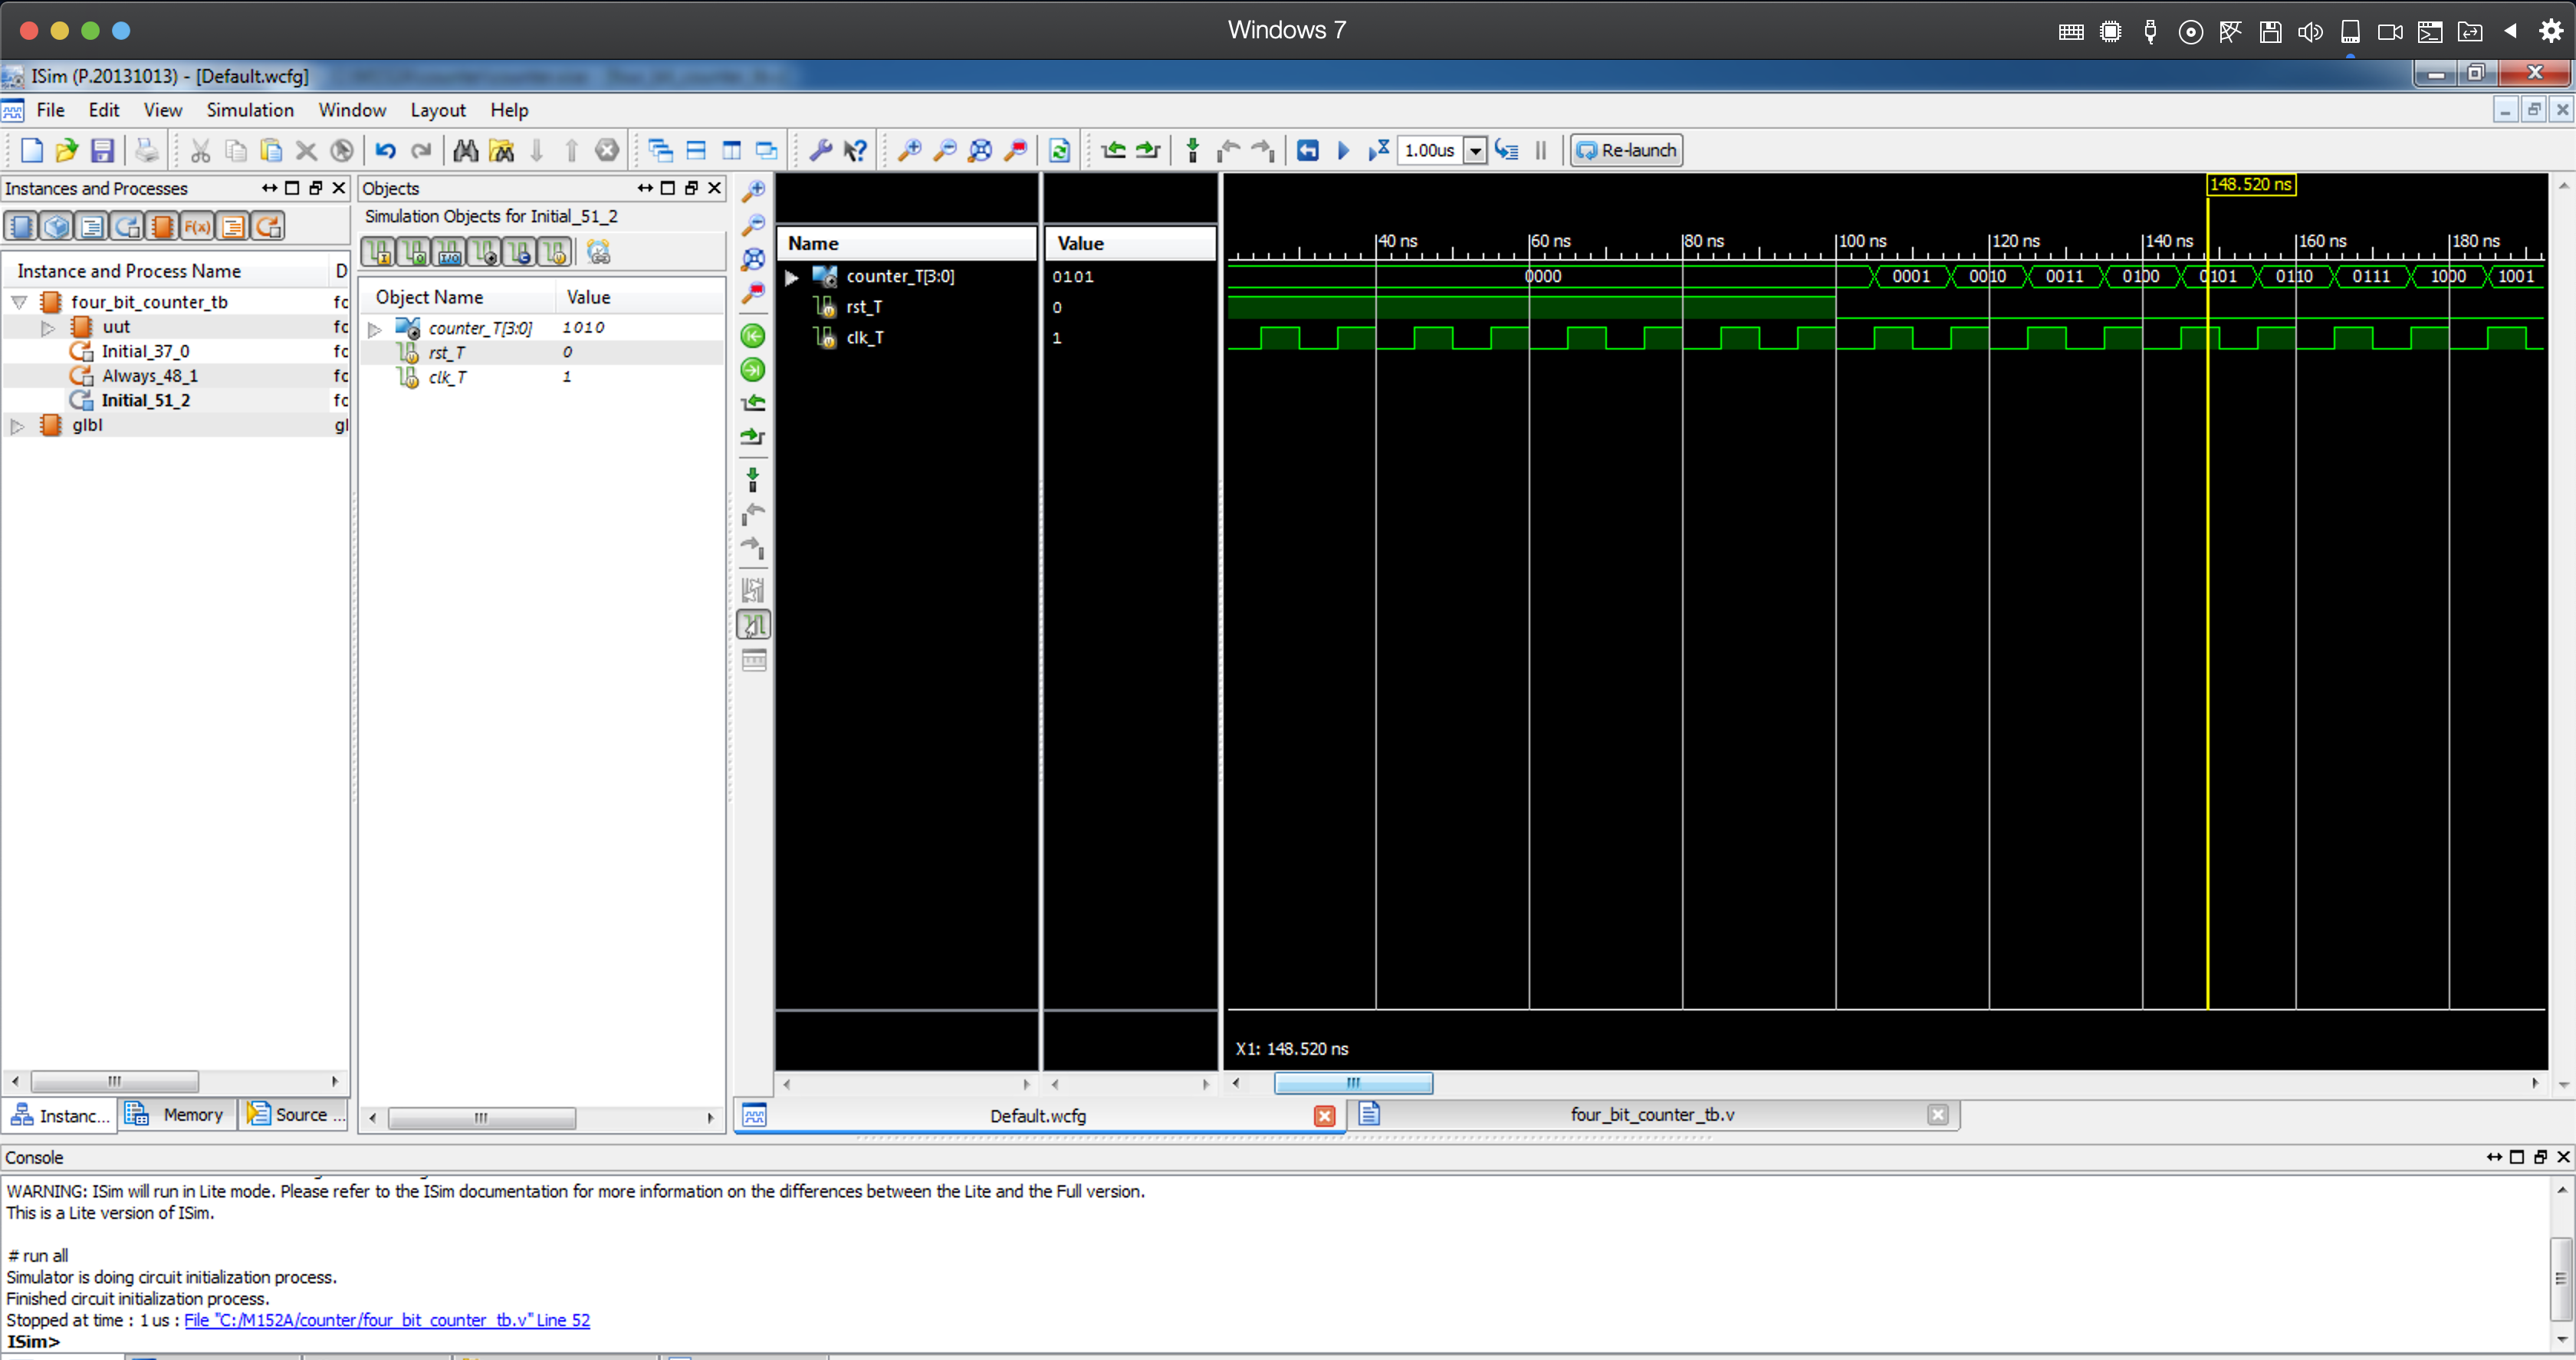 Windows 7
ISim (P.20131013) - [Default.wcfg]
File Edit View Simulation Window Layout Help
1.00us Re-launch
Instances and Processes
F(x)
Instance and Process Name D
four_bit_counter_tb fc
uut fc
Initial_37_0 fc
Always_48_1 fc
Initial_51_2 fc
glbl gl
Instanc... Memory Source ...
Objects
Simulation Objects for Initial_51_2
Object Name Value
counter_T[3:0] 1010
rst_T 0
clk_T 1
Name Value
counter_T[3:0] 0101
rst_T 0
clk_T 1
148.520 ns
40 ns 60 ns 80 ns 100 ns 120 ns 140 ns 160 ns 180 ns
0000 0001 0010 0011 0100 0101 0110 0111 1000 1001
X1: 148.520 ns
Default.wcfg four_bit_counter_tb.v
Console
WARNING: ISim will run in Lite mode. Please refer to the ISim documentation for more information on the differences between the Lite and the Full version.
This is a Lite version of ISim.
# run all
Simulator is doing circuit initialization process.
Finished circuit initialization process.
Stopped at time : 1 us : File "C:/M152A/counter/four_bit_counter_tb.v" Line 52
ISim>